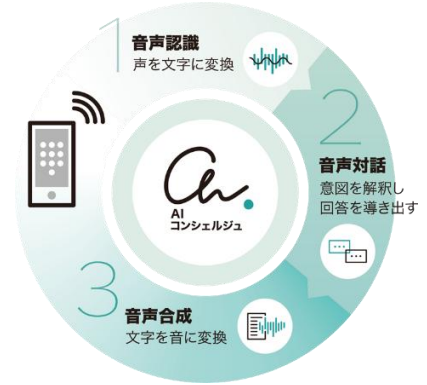 1
音声認識
声を文字に変換
2
音声対話
意図を解釈し
回答を導き出す
AI
コンシェルジュ
3
音声合成
文字を音に変換